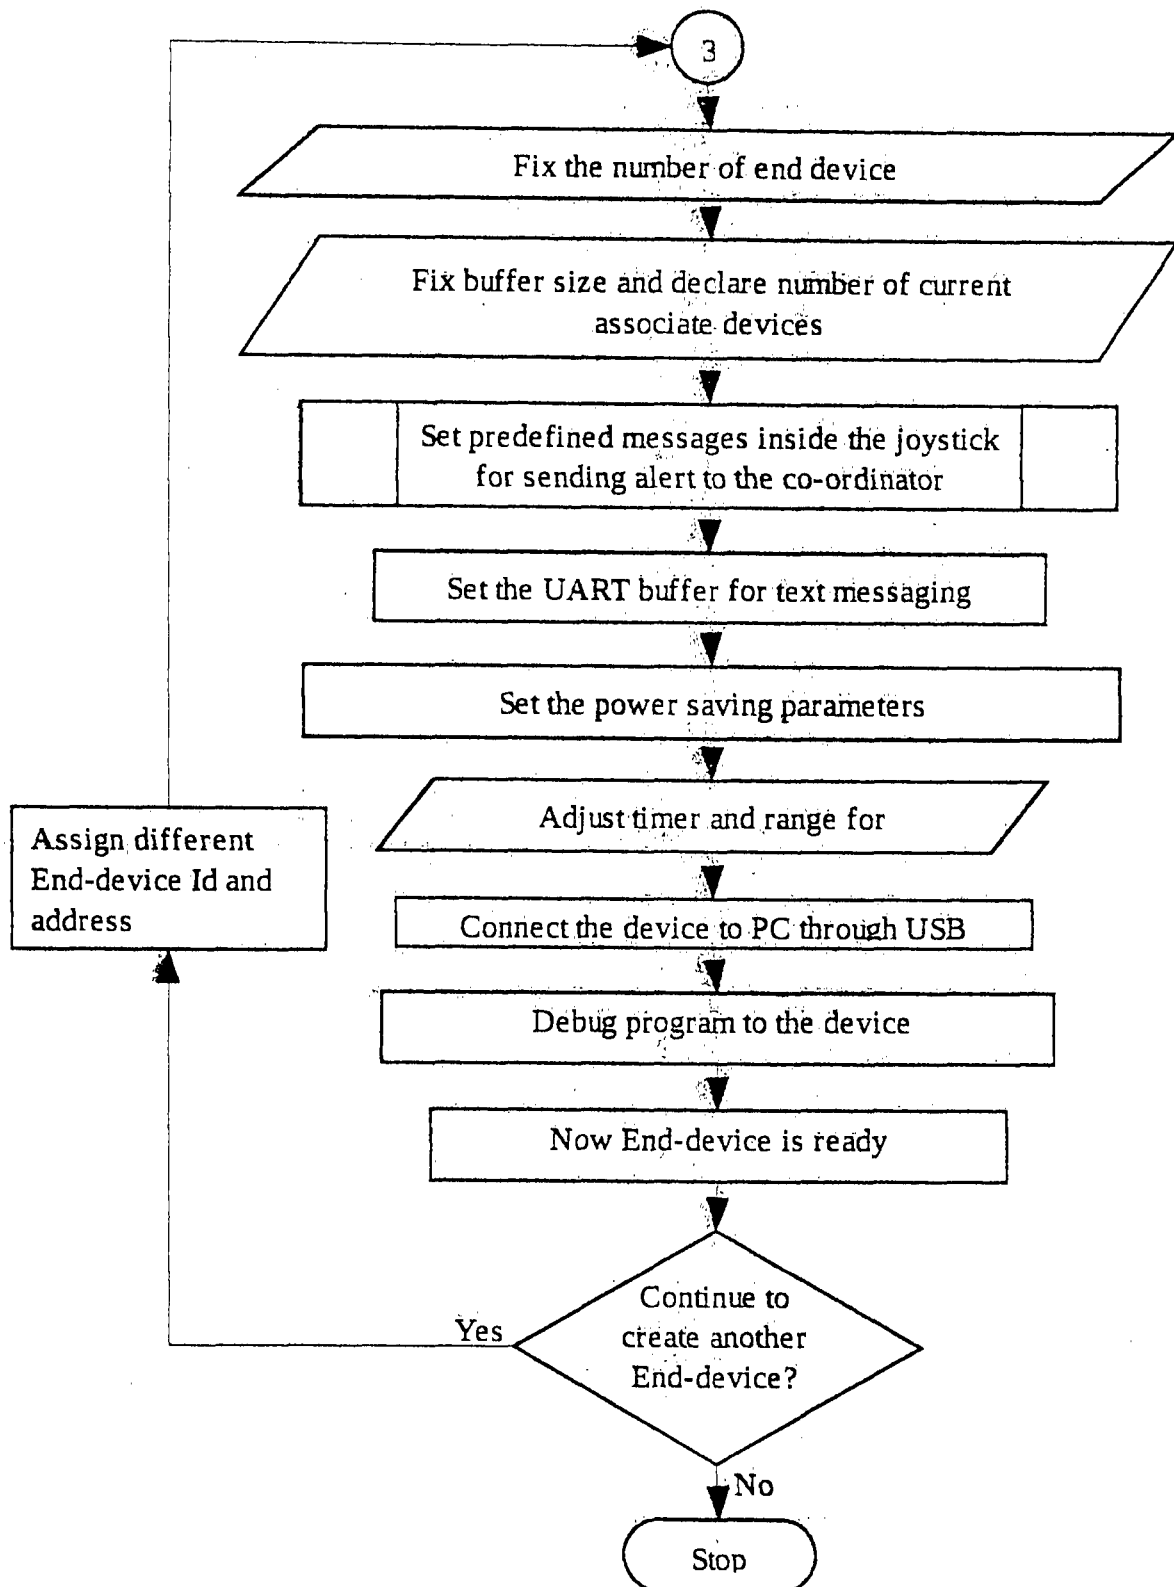 3
Fix the number of end device
Fix buffer size and declare number of current
associate devices
Set predefined messages inside the joystick
for sending alert to the co-ordinator
Set the UART buffer for text messaging
Set the power saving parameters
Adjust timer and range for
Assign different
End-device Id and
address
Connect the device to PC through USB
Debug program to the device
Now End-device is ready
Continue to
create another
End-device?
Yes
No
Stop